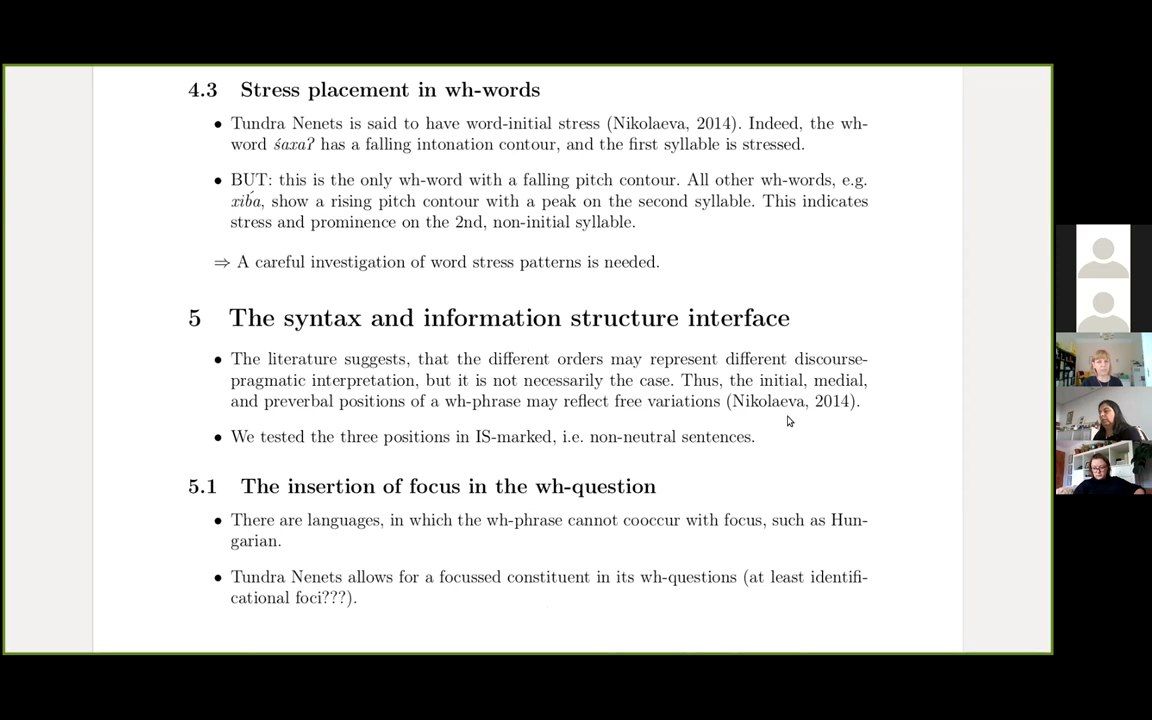 4.3 Stress placement in wh-words
• Tundra Nenets is said to have word-initial stress (Nikolaeva, 2014). Indeed, the wh-
word śaxaʔ has a falling intonation contour, and the first syllable is stressed.
• BUT: this is the only wh-word with a falling pitch contour. All other wh-words, e.g.
xib́a, show a rising pitch contour with a peak on the second syllable. This indicates
stress and prominence on the 2nd, non-initial syllable.
⇒ A careful investigation of word stress patterns is needed.
5 The syntax and information structure interface
• The literature suggests, that the different orders may represent different discourse-
pragmatic interpretation, but it is not necessarily the case. Thus, the initial, medial,
and preverbal positions of a wh-phrase may reflect free variations (Nikolaeva, 2014).
• We tested the three positions in IS-marked, i.e. non-neutral sentences.
5.1 The insertion of focus in the wh-question
• There are languages, in which the wh-phrase cannot cooccur with focus, such as Hun-
garian.
• Tundra Nenets allows for a focussed constituent in its wh-questions (at least identifi-
cational foci???).